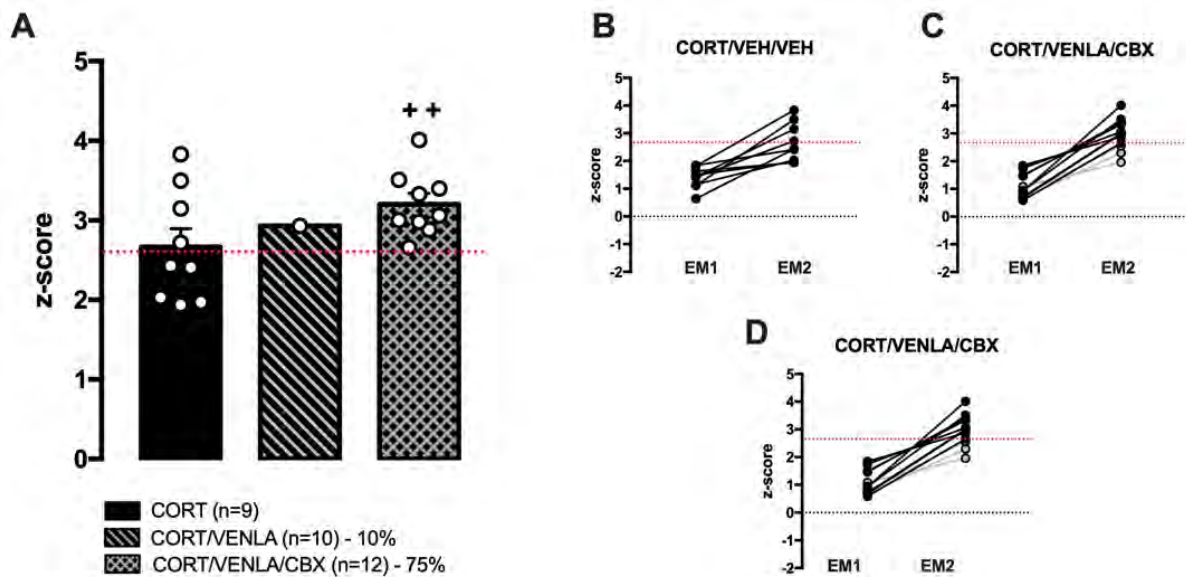 A
5
4
3
2
1
0
z-score
+ +
CORT (n=9)
CORT/VENLA (n=10) - 10%
CORT/VENLA/CBX (n=12) - 75%
B
CORT/VEH/VEH
5
4
3
2
1
0
-1
-2
z-score
EM1 EM2
C
CORT/VENLA/CBX
5
4
3
2
1
0
-1
-2
z-score
EM1 EM2
D
CORT/VENLA/CBX
5
4
3
2
1
0
-1
-2
z-score
EM1 EM2